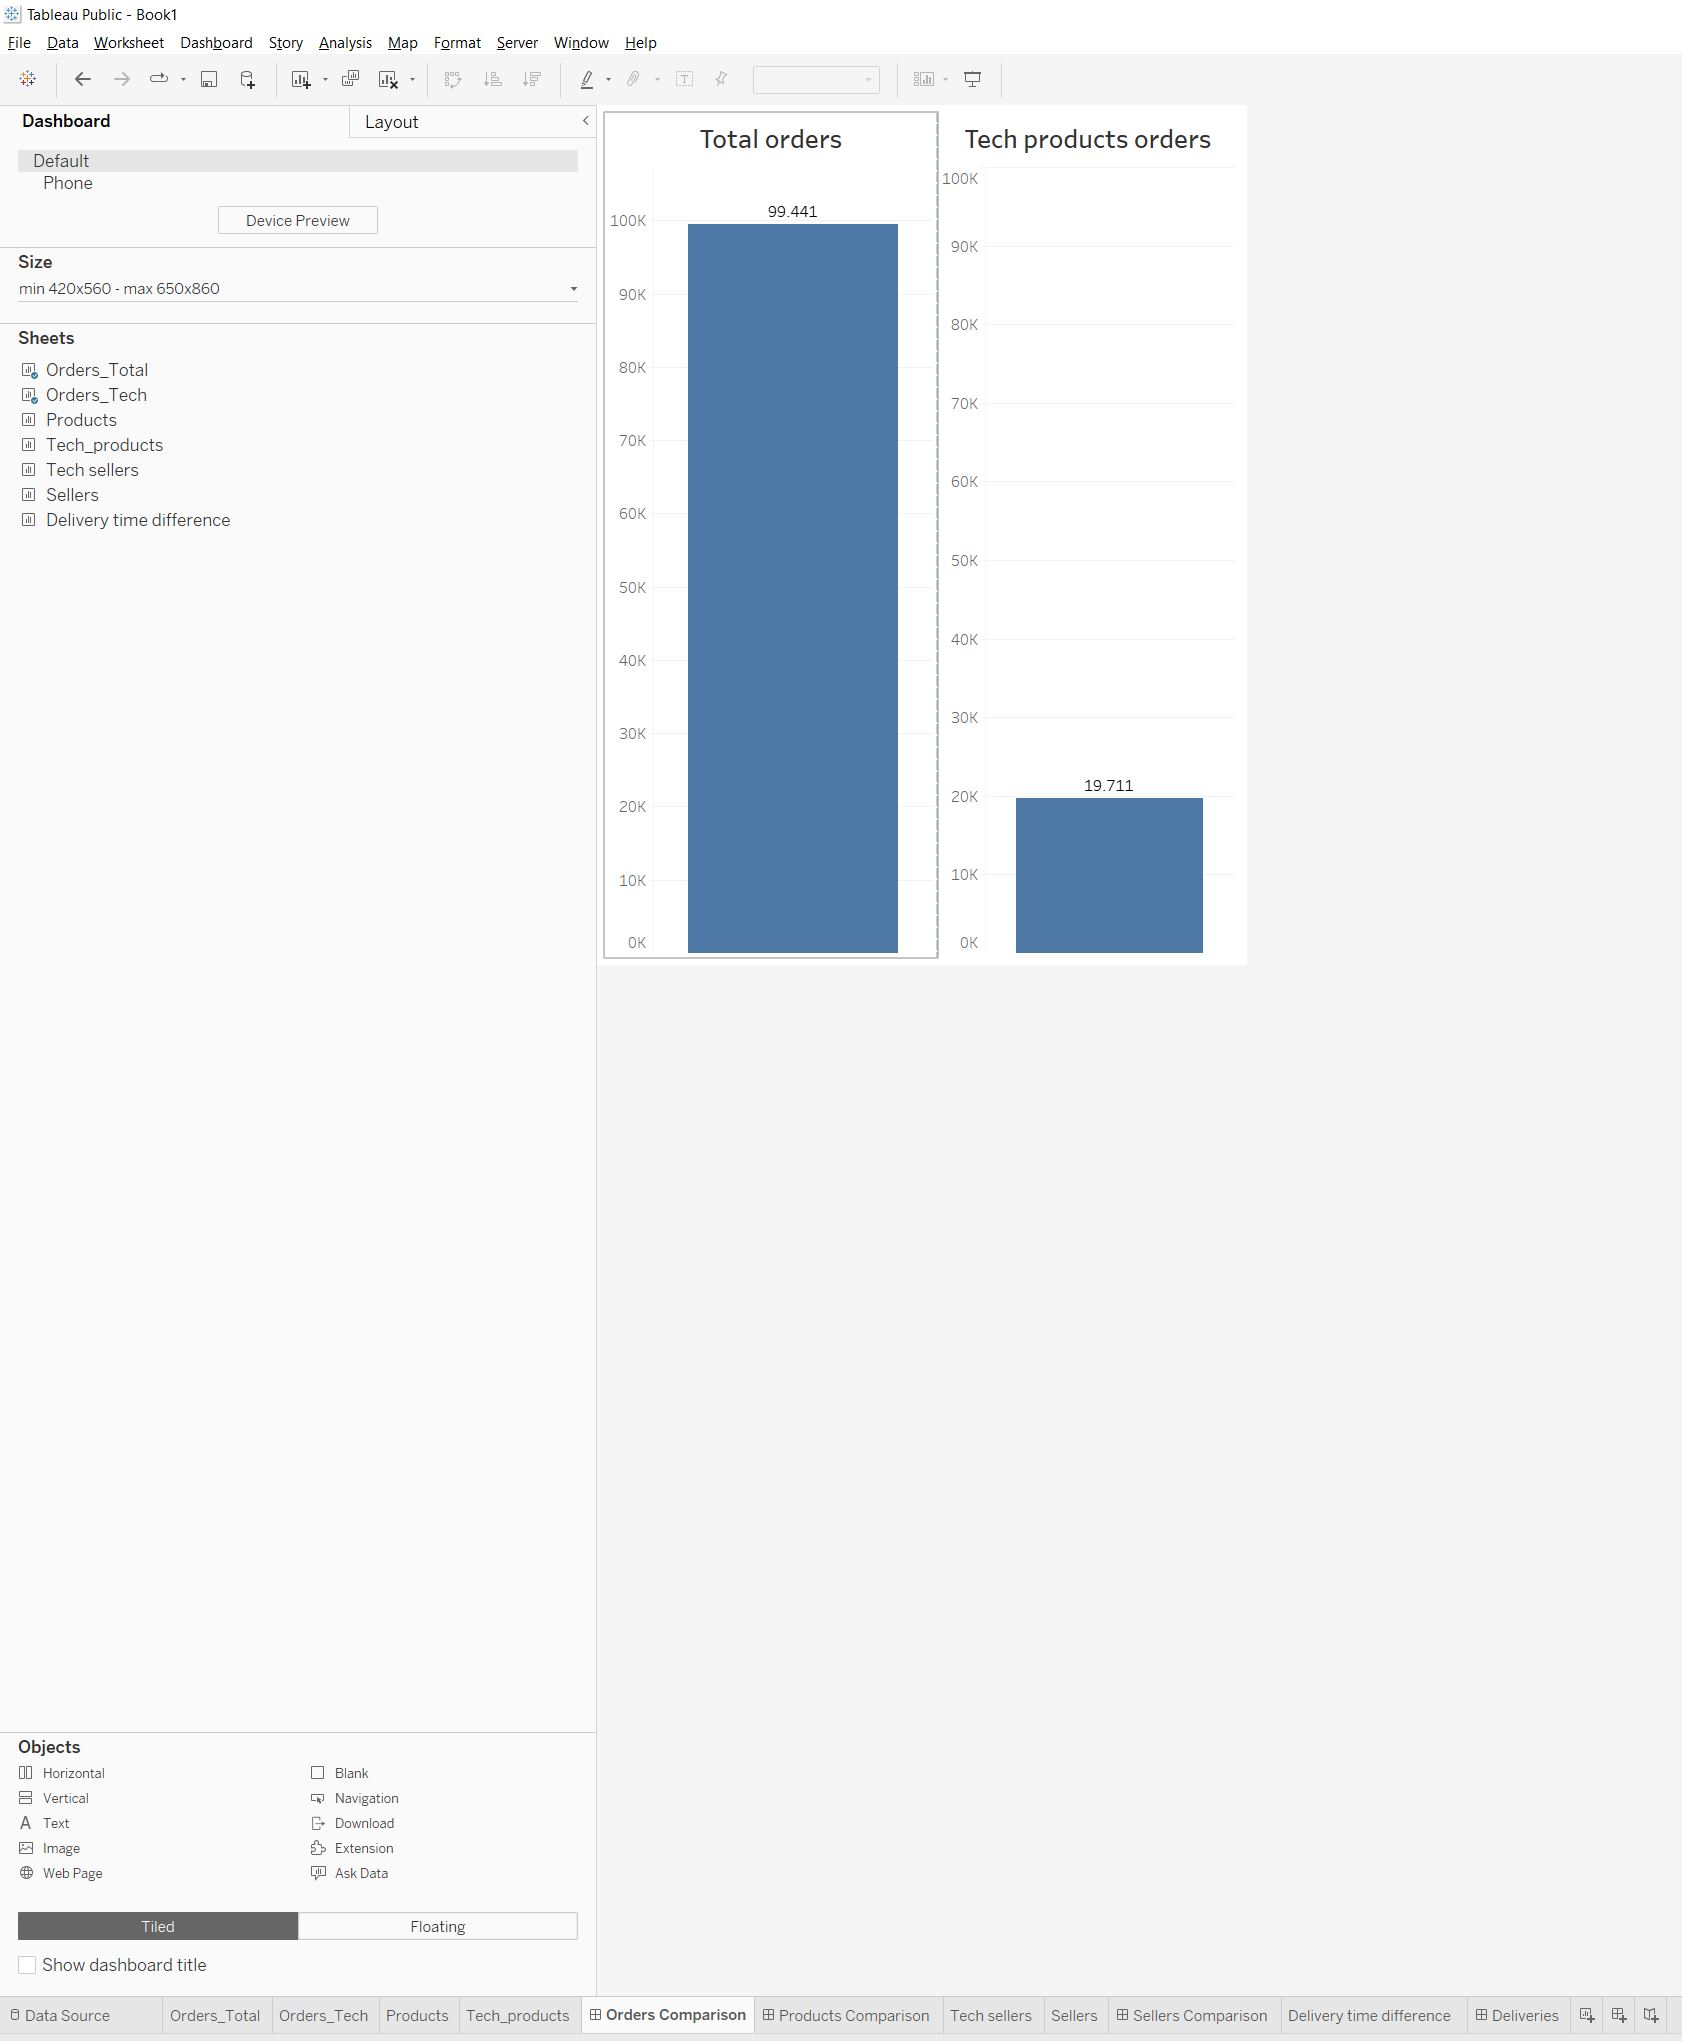 Tableau Public - Book1
File Data Worksheet Dashboard Story Analysis Map Format Server Window Help
Dashboard
Layout
Default
Phone
Device Preview
Size
min 420x560 - max 650x860
Sheets
Orders_Total
Orders_Tech
Products
Tech_products
Tech sellers
Sellers
Delivery time difference
Total orders
99.441
100K
90K
80K
70K
60K
50K
40K
30K
20K
10K
0K
Tech products orders
100K
90K
80K
70K
60K
50K
40K
30K
19.711
20K
10K
0K
Objects
Horizontal
Blank
Vertical
Navigation
Text
Download
Image
Extension
Web Page
Ask Data
Tiled
Floating
Show dashboard title
Data Source Orders_Total Orders_Tech Products Tech_products Orders Comparison Products Comparison Tech sellers Sellers Sellers Comparison Delivery time difference Deliveries